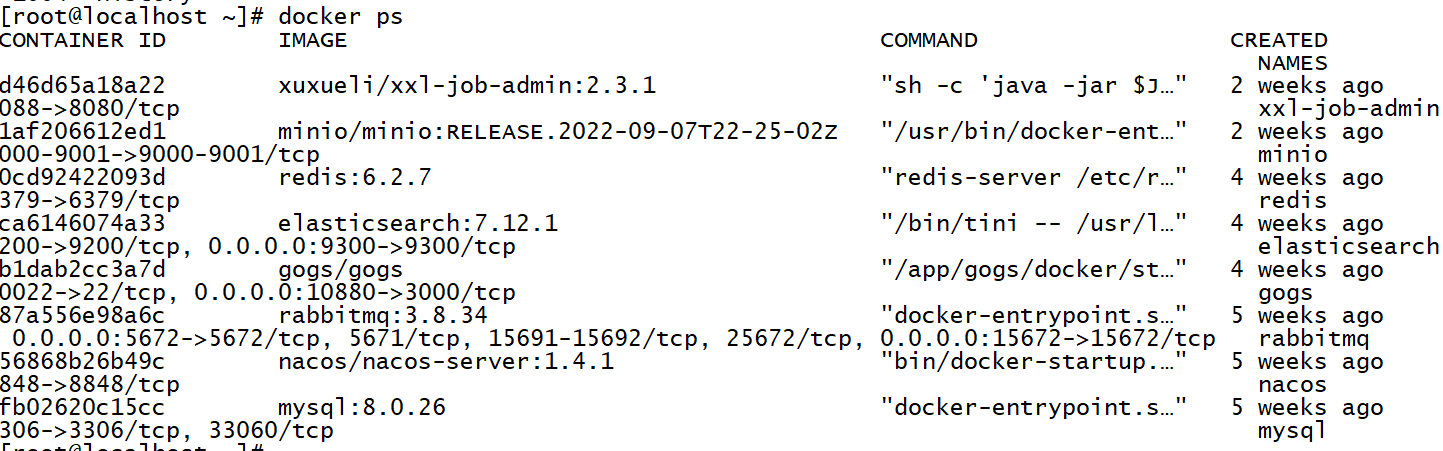 [root@localhost ~]# docker ps
CONTAINER ID IMAGE COMMAND CREATED
NAMES
d46d65a18a22 xuxueli/xxl-job-admin:2.3.1 "sh -c 'java -jar $J…" 2 weeks ago
088->8080/tcp xxl-job-admin
1af206612ed1 minio/minio:RELEASE.2022-09-07T22-25-02Z "/usr/bin/docker-ent…" 2 weeks ago
000-9001->9000-9001/tcp minio
0cd92422093d redis:6.2.7 "redis-server /etc/r…" 4 weeks ago
379->6379/tcp redis
ca6146074a33 elasticsearch:7.12.1 "/bin/tini -- /usr/l…" 4 weeks ago
200->9200/tcp, 0.0.0.0:9300->9300/tcp elasticsearch
b1dab2cc3a7d gogs/gogs "/app/gogs/docker/st…" 4 weeks ago
0022->22/tcp, 0.0.0.0:10880->3000/tcp gogs
87a556e98a6c rabbitmq:3.8.34 "docker-entrypoint.s…" 5 weeks ago
0.0.0.0:5672->5672/tcp, 5671/tcp, 15691-15692/tcp, 25672/tcp, 0.0.0.0:15672->15672/tcp rabbitmq
56868b26b49c nacos/nacos-server:1.4.1 "bin/docker-startup.…" 5 weeks ago
848->8848/tcp nacos
fb02620c15cc mysql:8.0.26 "docker-entrypoint.s…" 5 weeks ago
306->3306/tcp, 33060/tcp mysql
[root@localhost ~]#